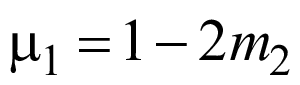 μ₁ = 1 − 2m₂